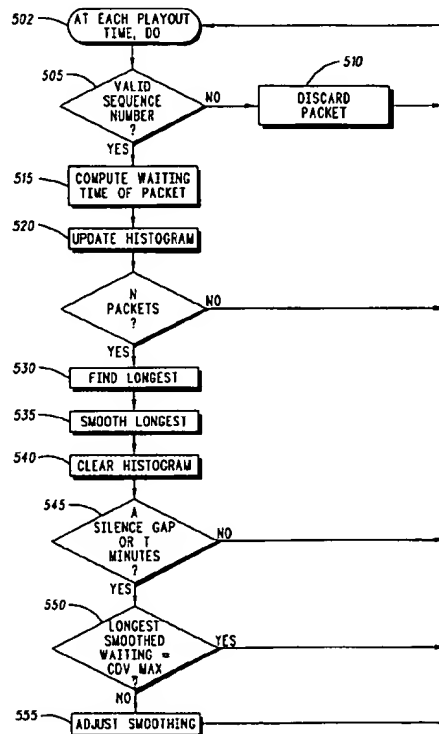 502
AT EACH PLAYOUT
TIME, DO
505
VALID
SEQUENCE
NUMBER
?
NO
YES
510
DISCARD
PACKET
515
COMPUTE WAITING
TIME OF PACKET
520
UPDATE HISTOGRAM
N
PACKETS
?
NO
YES
530
FIND LONGEST
535
SMOOTH LONGEST
540
CLEAR HISTOGRAM
545
A
SILENCE GAP
OR T
MINUTES
?
NO
YES
550
LONGEST
SMOOTHED
WAITING =
CDV_MAX
?
YES
NO
555
ADJUST SMOOTHING